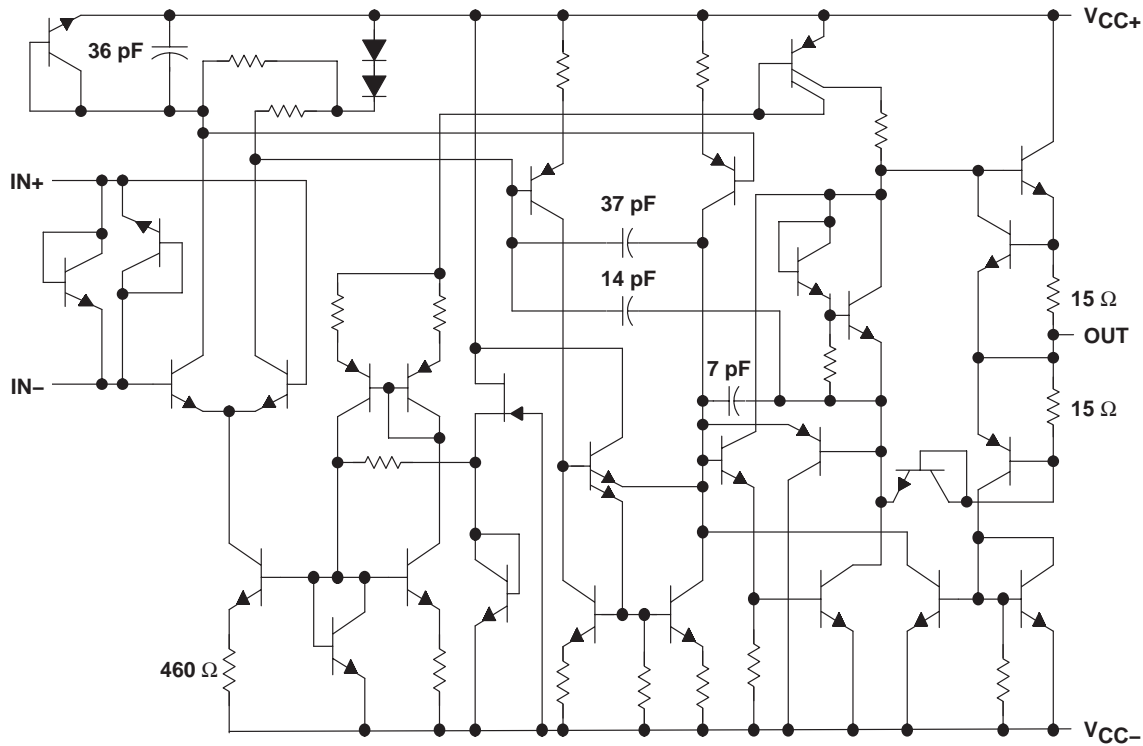 VCC+
36 pF
IN+
37 pF
14 pF
15 Ω
OUT
7 pF
IN−
15 Ω
460 Ω
VCC−